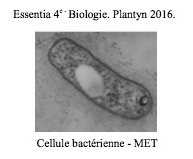 Essentia 4e - Biologie. Plantyn 2016.
Cellule bactérienne - MET